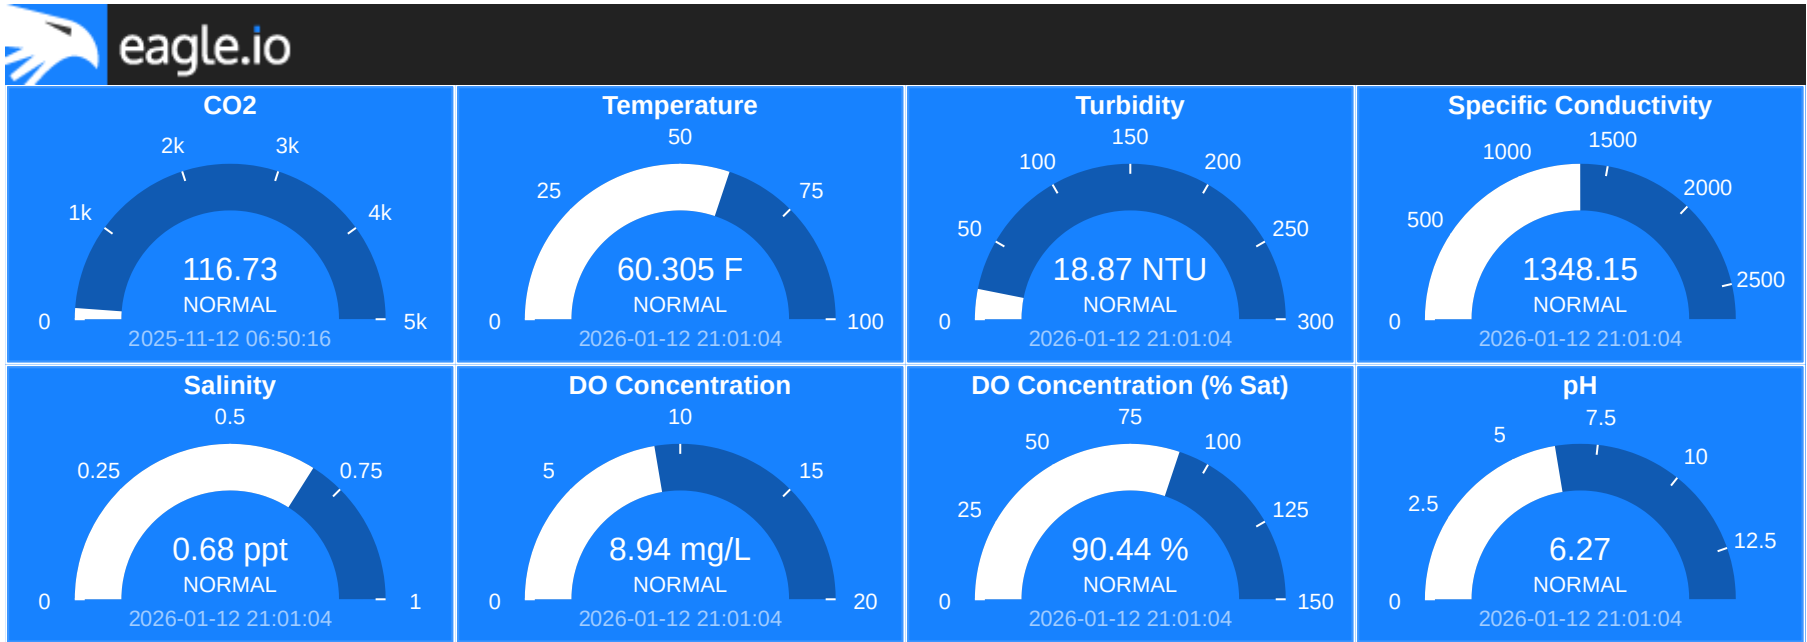 eagle.io
CO2
0
1k
2k
3k
4k
5k
116.73
NORMAL
2025-11-12 06:50:16
Temperature
0
25
50
75
100
60.305 F
NORMAL
2026-01-12 21:01:04
Turbidity
0
50
100
150
200
250
300
18.87 NTU
NORMAL
2026-01-12 21:01:04
Specific Conductivity
0
500
1000
1500
2000
2500
1348.15
NORMAL
2026-01-12 21:01:04
Salinity
0
0.25
0.5
0.75
1
0.68 ppt
NORMAL
2026-01-12 21:01:04
DO Concentration
0
5
10
15
20
8.94 mg/L
NORMAL
2026-01-12 21:01:04
DO Concentration (% Sat)
0
25
50
75
100
125
150
90.44 %
NORMAL
2026-01-12 21:01:04
pH
0
2.5
5
7.5
10
12.5
6.27
NORMAL
2026-01-12 21:01:04